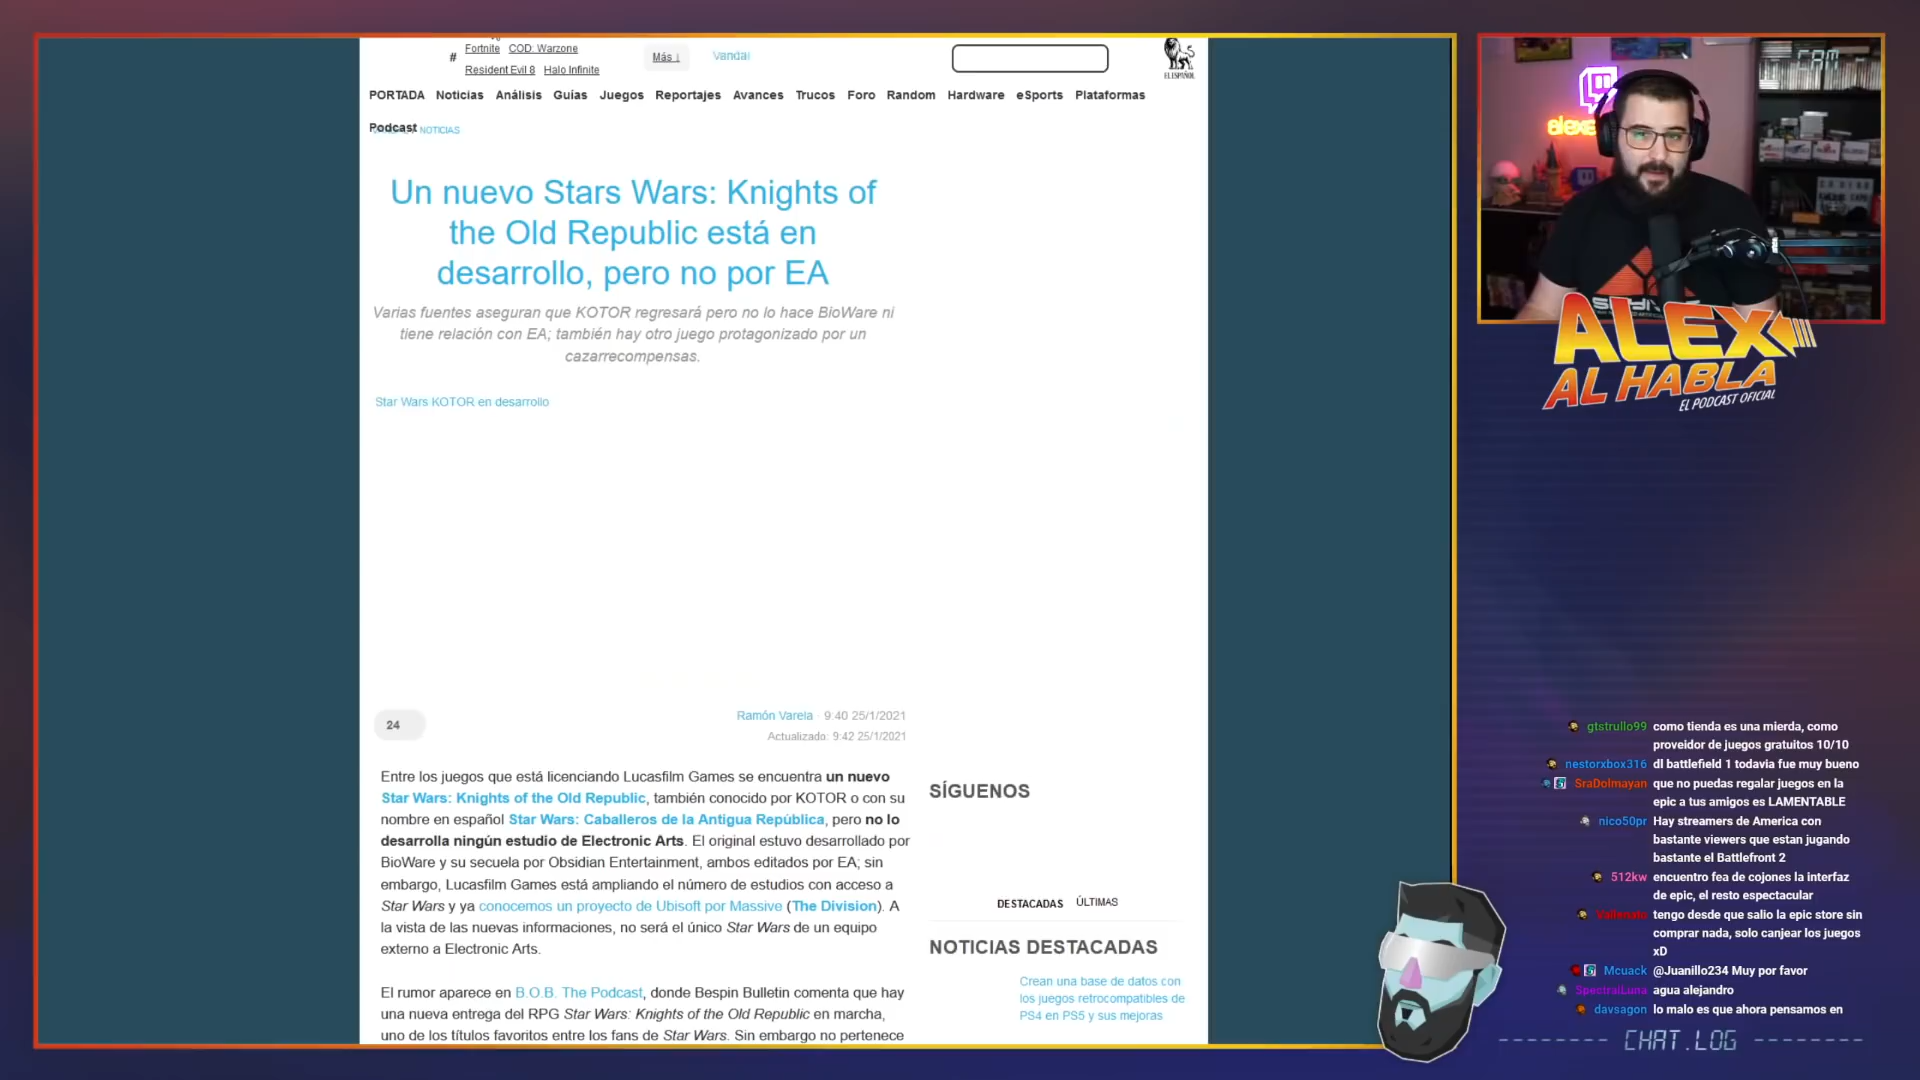 Fortnite COD: Warzone
#
Resident Evil 8 Halo Infinite
Más ↓
Vandal
EL ESPAÑOL
PORTADA Noticias Análisis Guías Juegos Reportajes Avances Trucos Foro Random Hardware eSports Plataformas
Podcast
NOTICIAS
Un nuevo Stars Wars: Knights of
the Old Republic está en
desarrollo, pero no por EA
Varias fuentes aseguran que KOTOR regresará pero no lo hace BioWare ni
tiene relación con EA; también hay otro juego protagonizado por un
cazarrecompensas.
Star Wars KOTOR en desarrollo
24
Ramón Varela · 9:40 25/1/2021
Actualizado: 9:42 25/1/2021
Entre los juegos que está licenciando Lucasfilm Games se encuentra un nuevo
Star Wars: Knights of the Old Republic, también conocido por KOTOR o con su
nombre en español Star Wars: Caballeros de la Antigua República, pero no lo
desarrolla ningún estudio de Electronic Arts. El original estuvo desarrollado por
BioWare y su secuela por Obsidian Entertainment, ambos editados por EA; sin
embargo, Lucasfilm Games está ampliando el número de estudios con acceso a
Star Wars y ya conocemos un proyecto de Ubisoft por Massive (The Division). A
la vista de las nuevas informaciones, no será el único Star Wars de un equipo
externo a Electronic Arts.
El rumor aparece en B.O.B. The Podcast, donde Bespin Bulletin comenta que hay
una nueva entrega del RPG Star Wars: Knights of the Old Republic en marcha,
uno de los títulos favoritos entre los fans de Star Wars. Sin embargo no pertenece
SÍGUENOS
DESTACADAS ÚLTIMAS
NOTICIAS DESTACADAS
Crean una base de datos con
los juegos retrocompatibles de
PS4 en PS5 y sus mejoras
CAM
ALEX
AL HABLA
EL PODCAST OFICIAL
gtstrullo99 como tienda es una mierda, como
proveidor de juegos gratuitos 10/10
nestorxbox316 dl battlefield 1 todavia fue muy bueno
SraDolmayan que no puedas regalar juegos en la
epic a tus amigos es LAMENTABLE
nico50pr Hay streamers de America con
bastante viewers que estan jugando
bastante el Battlefront 2
512kw encuentro fea de cojones la interfaz
de epic, el resto espectacular
Vallenato tengo desde que salio la epic store sin
comprar nada, solo canjear los juegos
xD
Mcuack @Juanillo234 Muy por favor
SpectralLuna agua alejandro
davsagon lo malo es que ahora pensamos en
CHAT.LOG